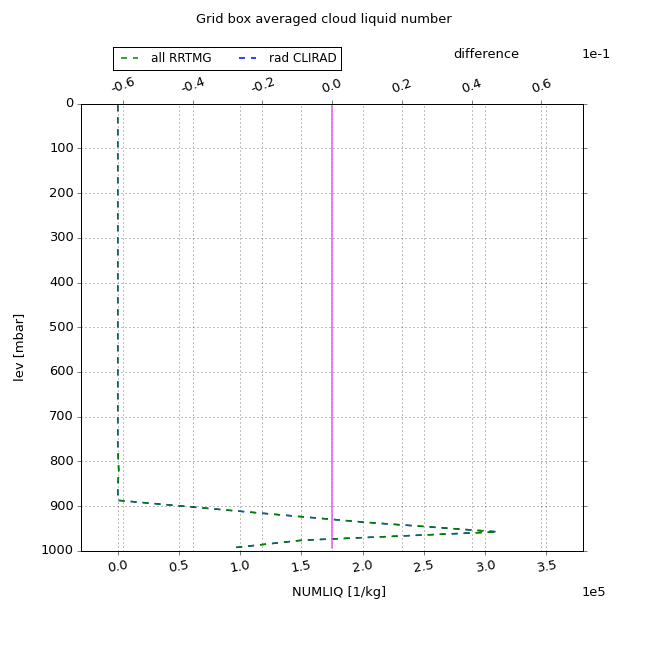 Grid box averaged cloud liquid number
all RRTMG rad CLIRAD
difference 1e-1
-0.6 -0.4 -0.2 0.0 0.2 0.4 0.6
0
100
200
300
400
500
600
700
800
900
1000
lev [mbar]
0.0 0.5 1.0 1.5 2.0 2.5 3.0 3.5
NUMLIQ [1/kg] 1e5